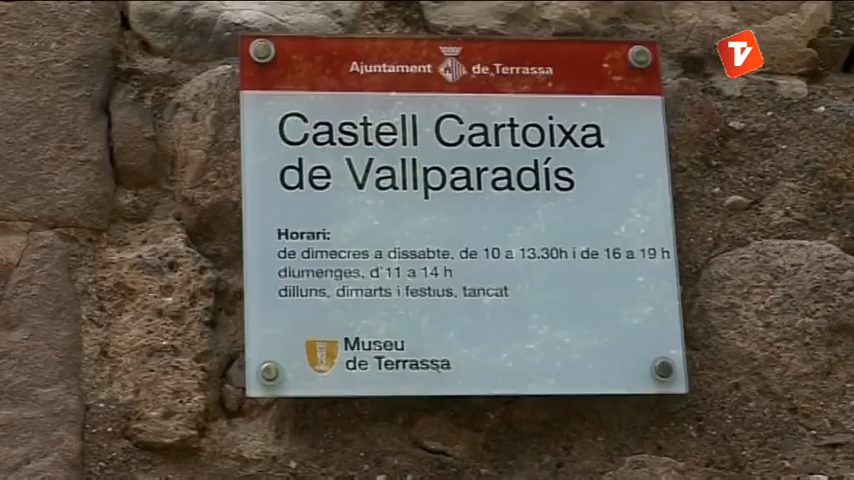 TV
Ajuntament de Terrassa
Castell Cartoixa
de Vallparadís
Horari:
de dimecres a dissabte, de 10 a 13.30h i de 16 a 19 h
diumenges, d'11 a 14 h
dilluns, dimarts i festius, tancat
Museu
de Terrassa